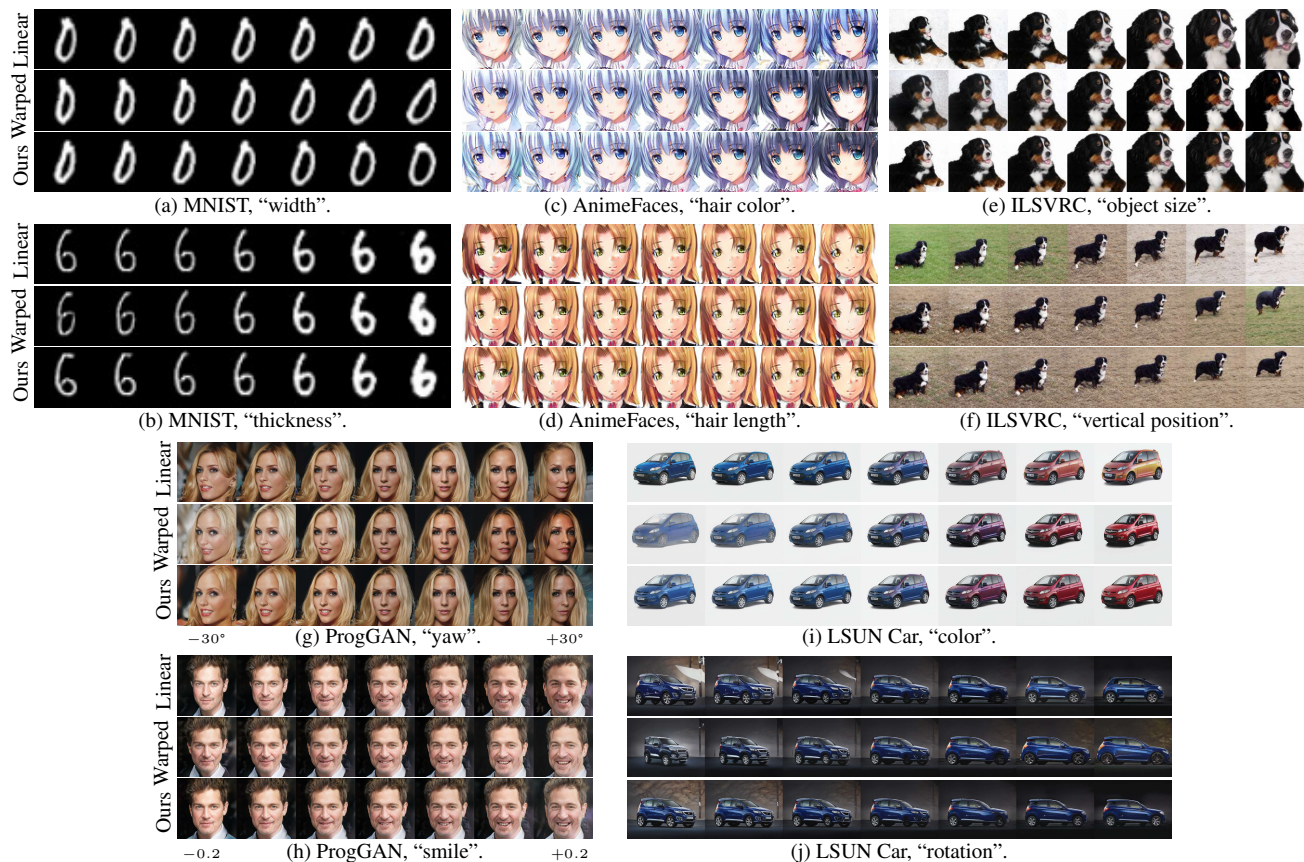 Linear
Warped
Ours
(a) MNIST, “width”.
(c) AnimeFaces, “hair color”.
(e) ILSVRC, “object size”.
Linear
Warped
Ours
(b) MNIST, “thickness”.
(d) AnimeFaces, “hair length”.
(f) ILSVRC, “vertical position”.
Linear
Warped
Ours
−30°
(g) ProgGAN, “yaw”.
+30°
(i) LSUN Car, “color”.
Linear
Warped
Ours
−0.2
(h) ProgGAN, “smile”.
+0.2
(j) LSUN Car, “rotation”.